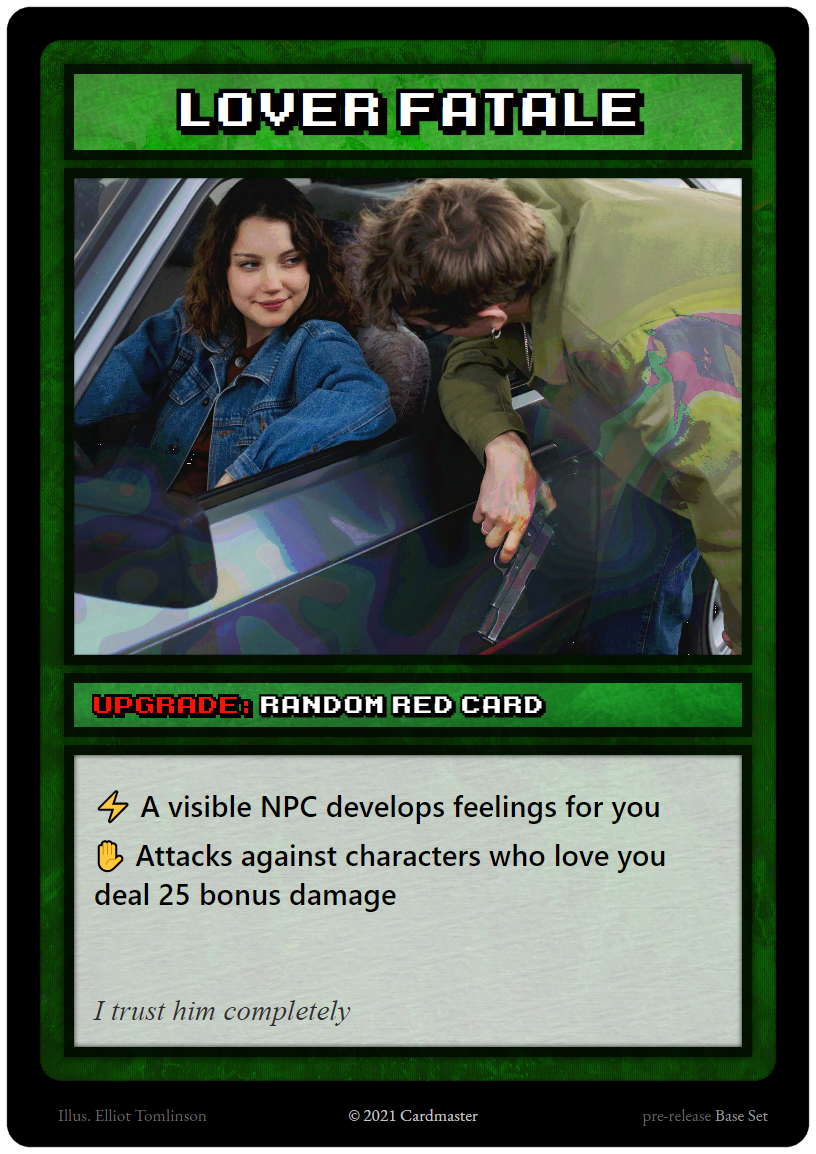 LOVER FATALE
UPGRADE: RANDOM RED CARD
⚡ A visible NPC develops feelings for you
✋ Attacks against characters who love you
deal 25 bonus damage
I trust him completely
Illus. Elliot Tomlinson © 2021 Cardmaster pre-release Base Set